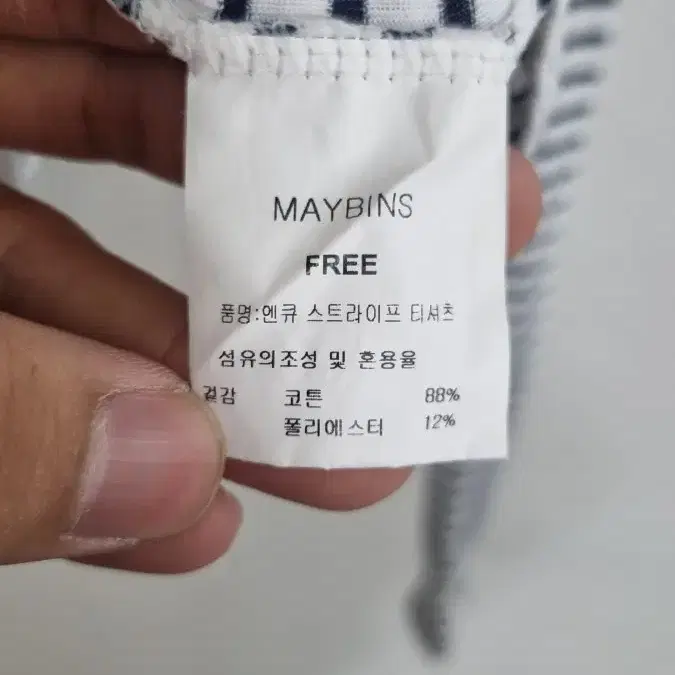 MAYBINS
FREE
품명:엔큐 스트라이프 티셔츠
섬유의조성 및 혼용율
겉감 코튼 88%
폴리에스터 12%